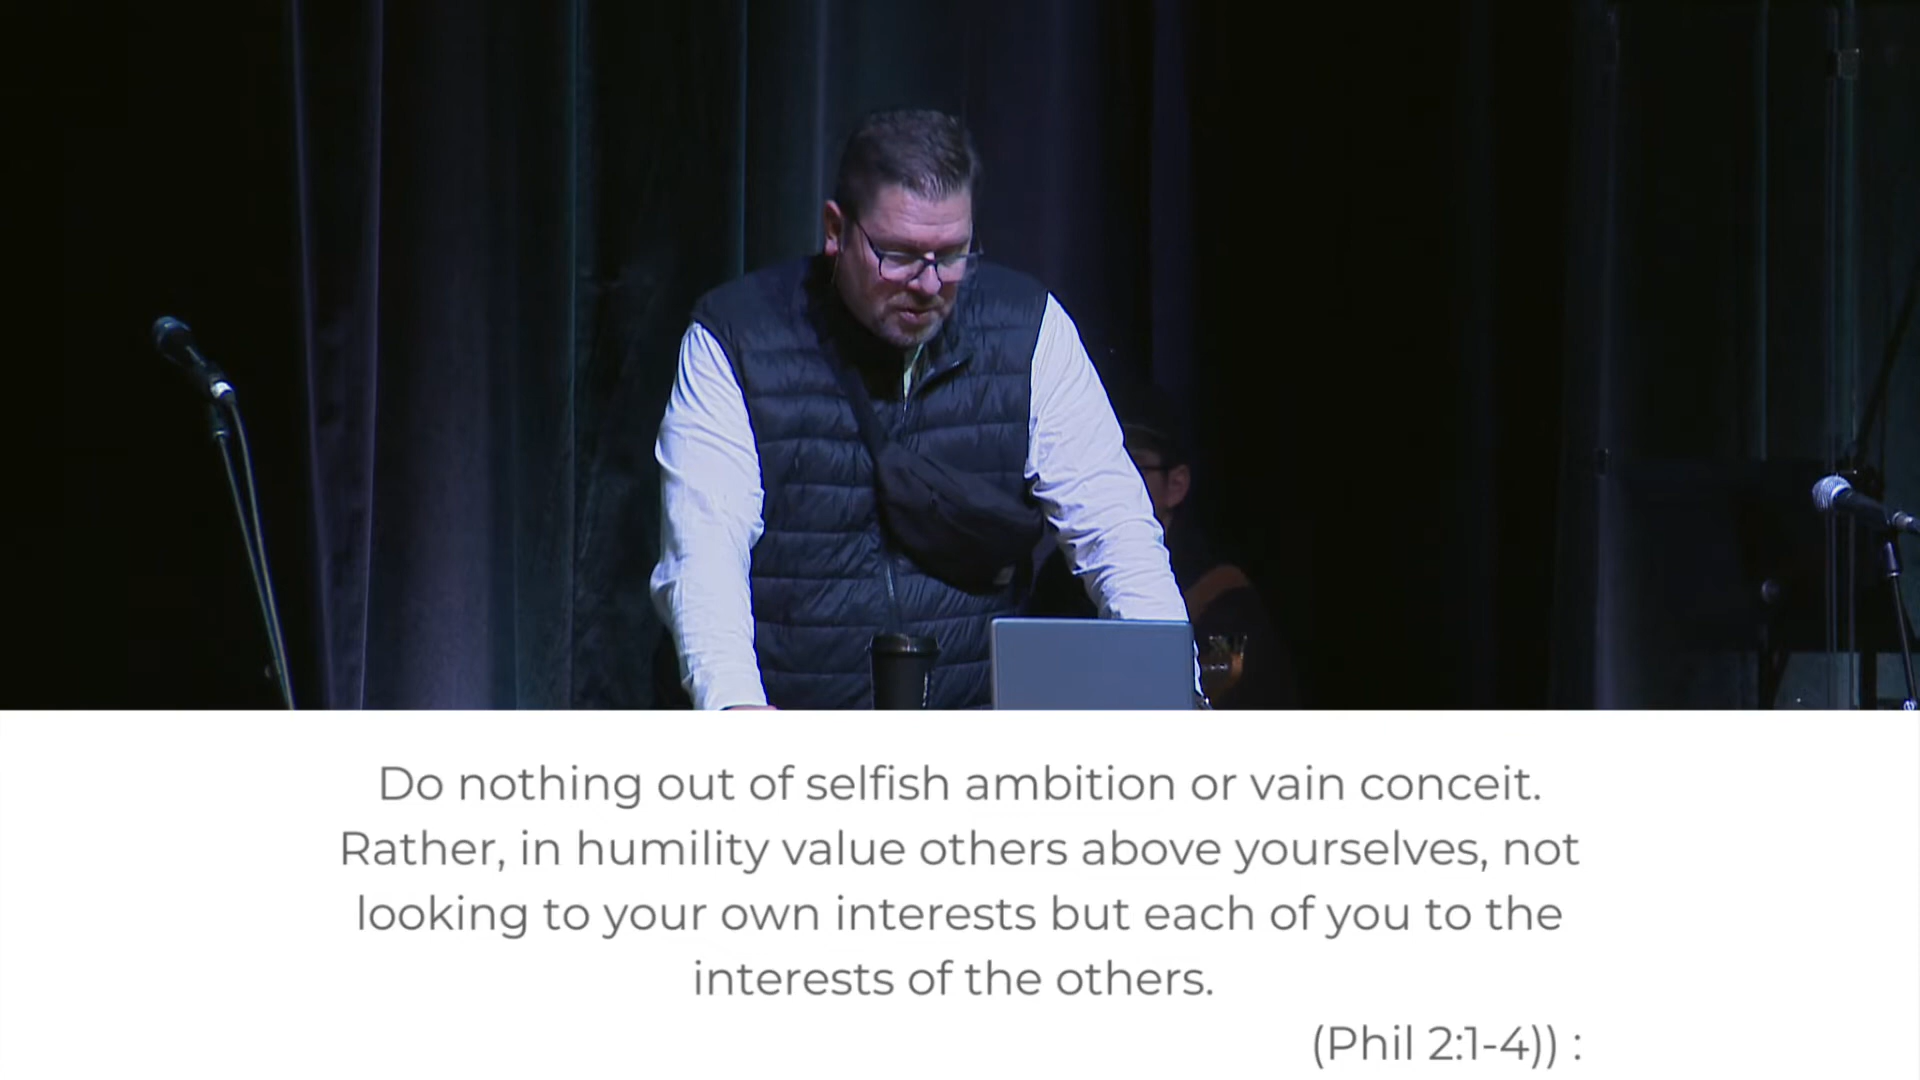 Do nothing out of selfish ambition or vain conceit.
Rather, in humility value others above yourselves, not
looking to your own interests but each of you to the
interests of the others.
(Phil 2:1-4)) :